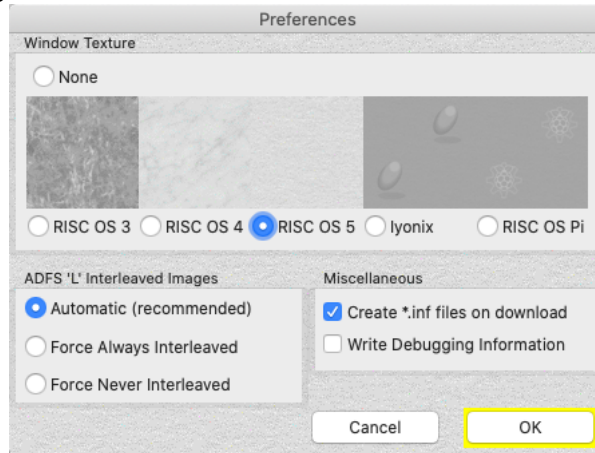 Preferences
Window Texture
None
RISC OS 3 RISC OS 4 RISC OS 5 Iyonix RISC OS Pi
ADFS 'L' Interleaved Images
Automatic (recommended)
Force Always Interleaved
Force Never Interleaved
Miscellaneous
Create *.inf files on download
Write Debugging Information
Cancel OK